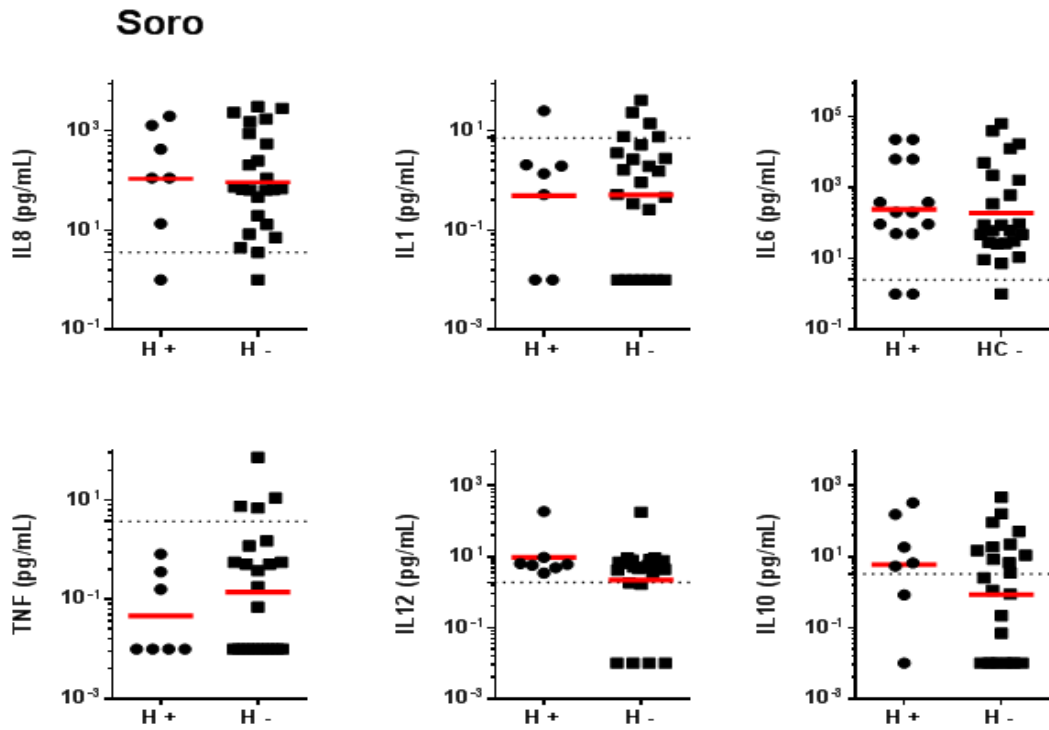 Soro
IL8 (pg/mL)
10³
10¹
10⁻¹
H +
H -
IL1 (pg/mL)
10¹
10⁻¹
10⁻³
H +
H -
IL6 (pg/mL)
10⁵
10³
10¹
10⁻¹
H +
HC -
TNF (pg/mL)
10¹
10⁻¹
10⁻³
H +
H -
IL12 (pg/mL)
10³
10¹
10⁻¹
10⁻³
H +
H -
IL10 (pg/mL)
10³
10¹
10⁻¹
10⁻³
H +
H -